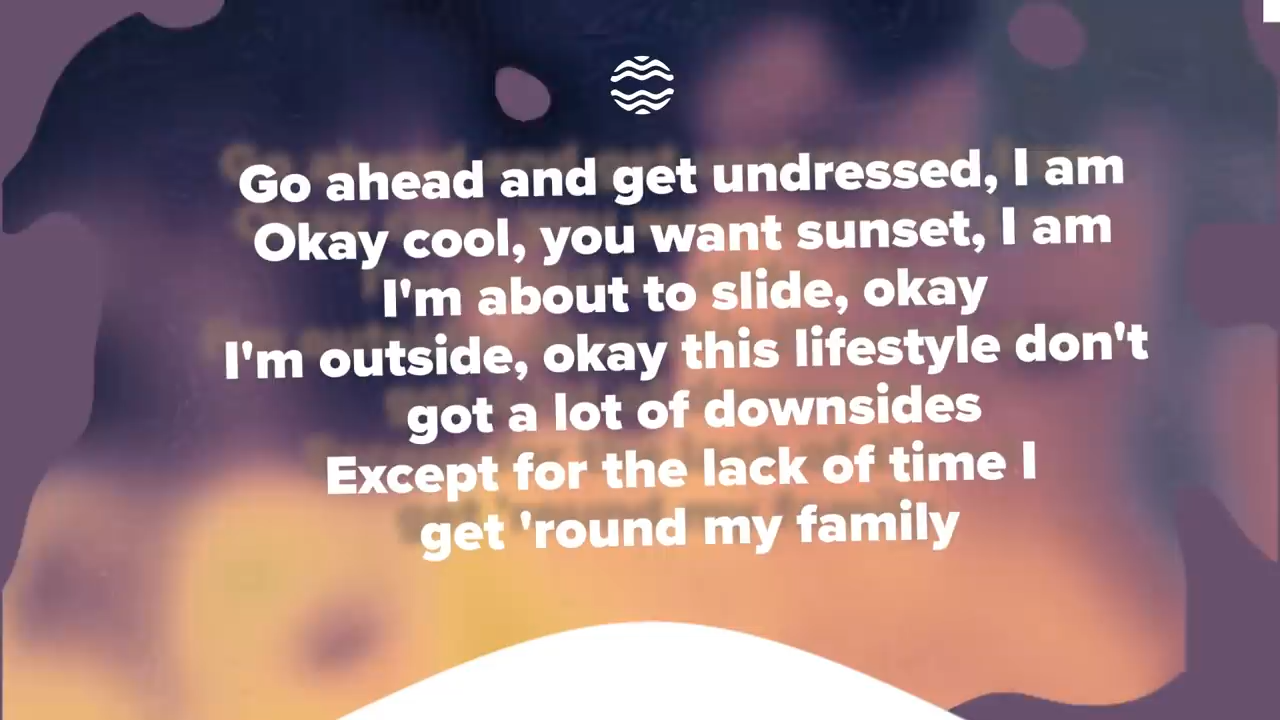 Go ahead and get undressed, I am
Okay cool, you want sunset, I am
I'm about to slide, okay
I'm outside, okay this lifestyle don't
got a lot of downsides
Except for the lack of time I
get 'round my family